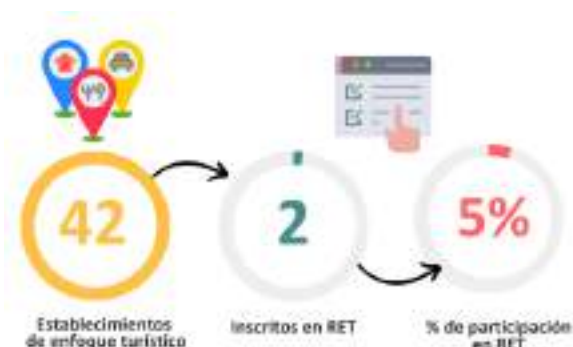 42
2
5%
Establecimientos
de enfoque turístico
Inscritos en RET
% de participación
en RET